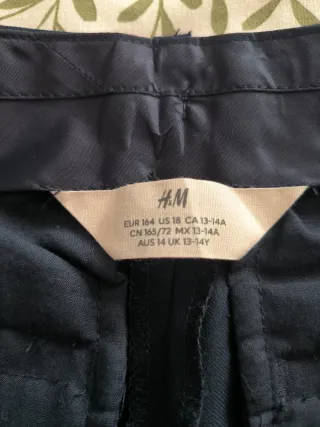 H&M
EUR 164 US 18 CA 13-14A
CN 165/72 MX 13-14A
AUS 14 UK 13-14Y